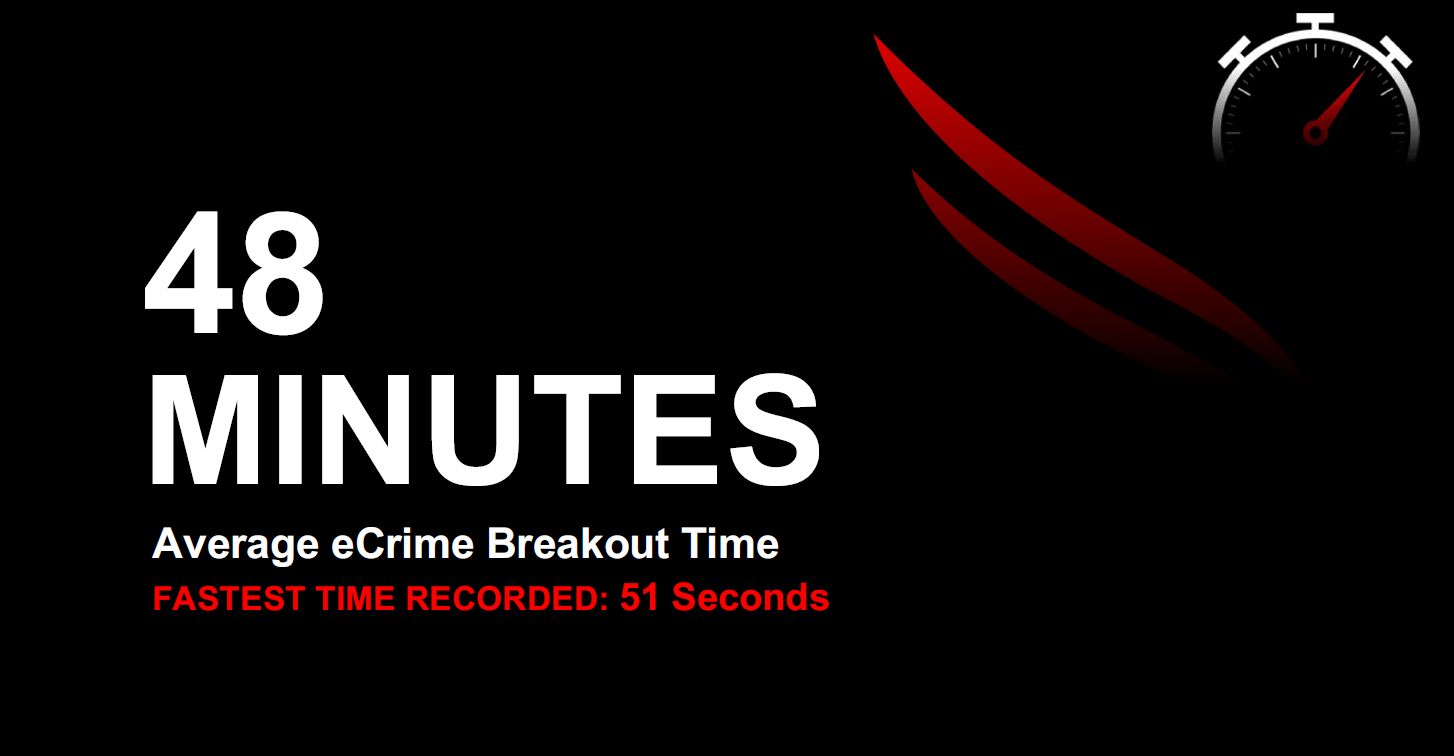 48
MINUTES
Average eCrime Breakout Time
FASTEST TIME RECORDED: 51 Seconds